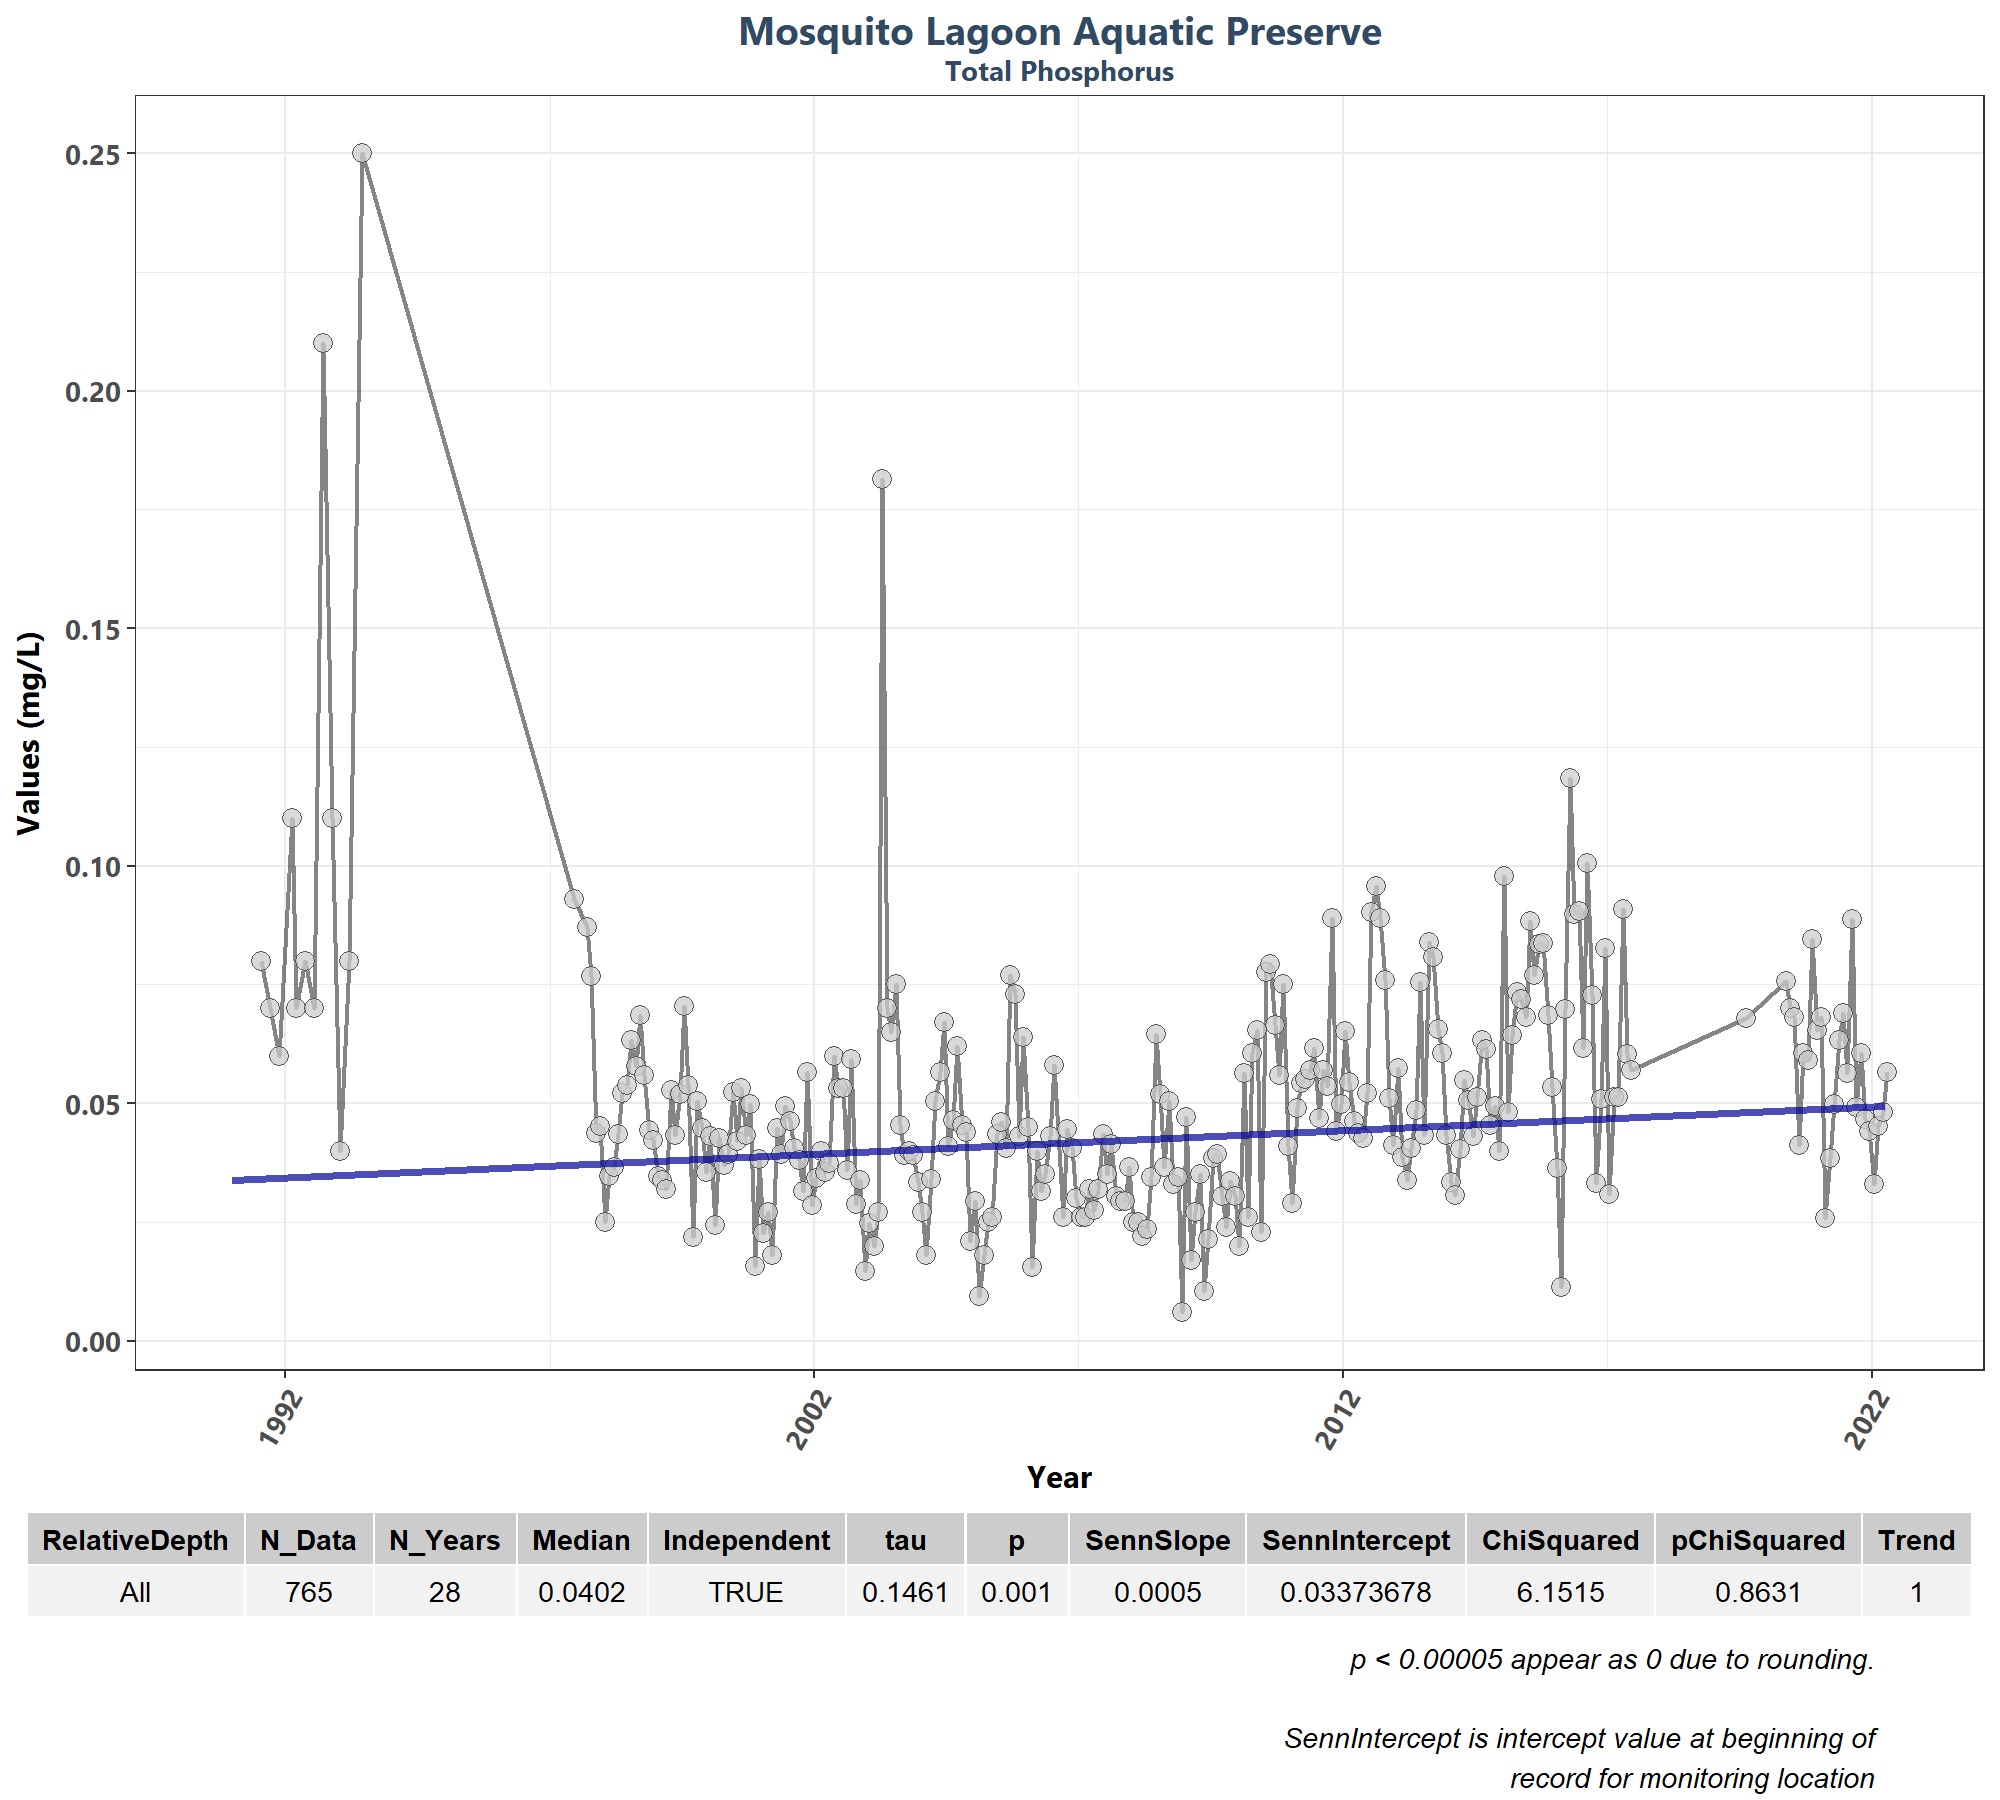 Mosquito Lagoon Aquatic Preserve
Total Phosphorus
Values (mg/L)
0.25
0.20
0.15
0.10
0.05
0.00
1992 2002 2012 2022
Year
RelativeDepth N_Data N_Years Median Independent tau p SennSlope SennIntercept ChiSquared pChiSquared Trend
All 765 28 0.0402 TRUE 0.1461 0.001 0.0005 0.03373678 6.1515 0.8631 1
p < 0.00005 appear as 0 due to rounding.
SennIntercept is intercept value at beginning of
record for monitoring location